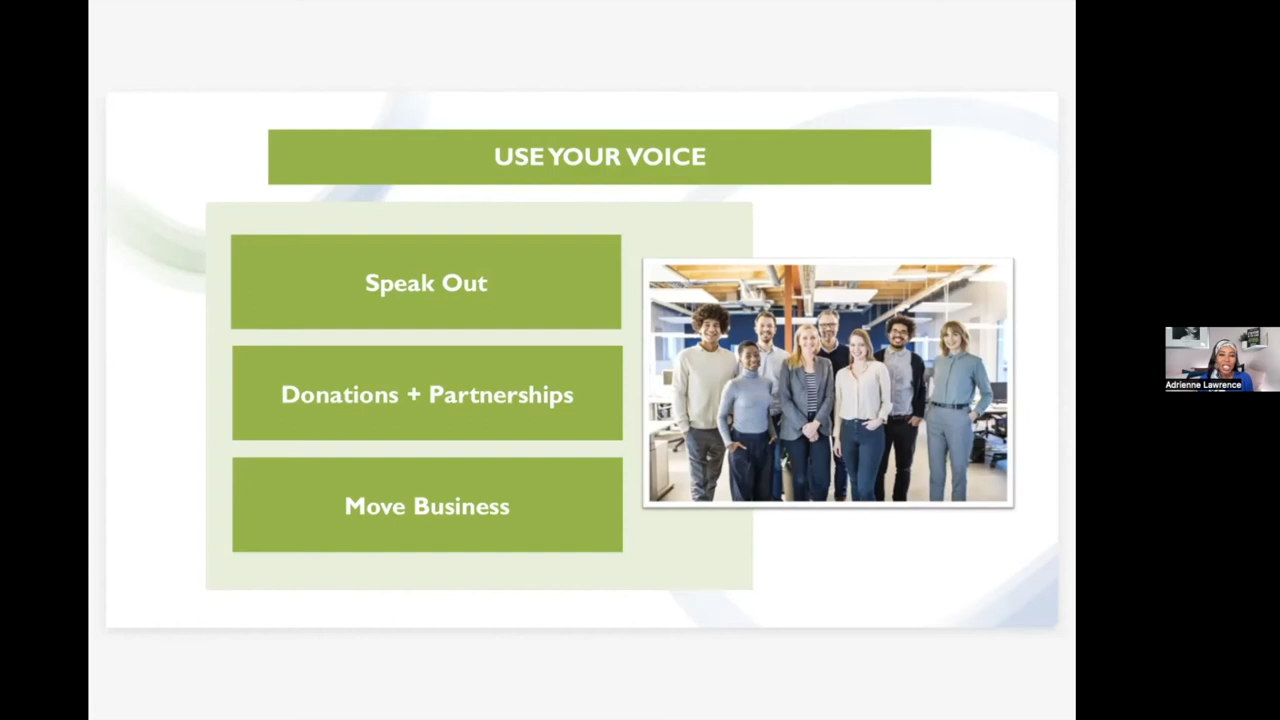 USE YOUR VOICE
Speak Out
Donations + Partnerships
Move Business
Adrienne Lawrence